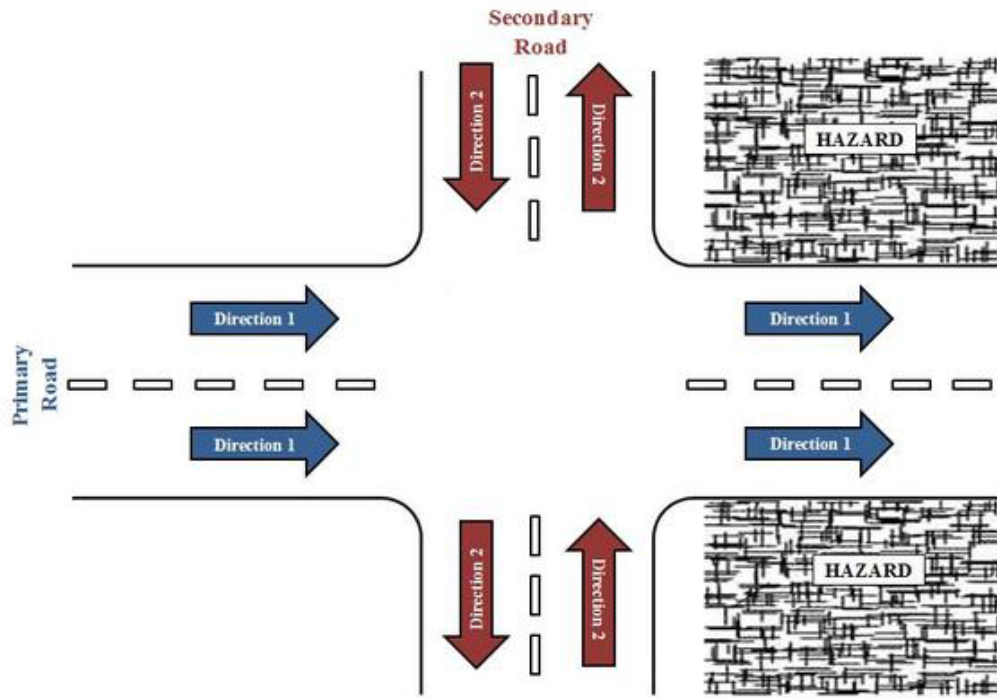 Secondary
Road
Direction 2
Direction 2
HAZARD
Direction 1
Direction 1
Primary
Road
Direction 1
Direction 1
Direction 2
Direction 2
HAZARD